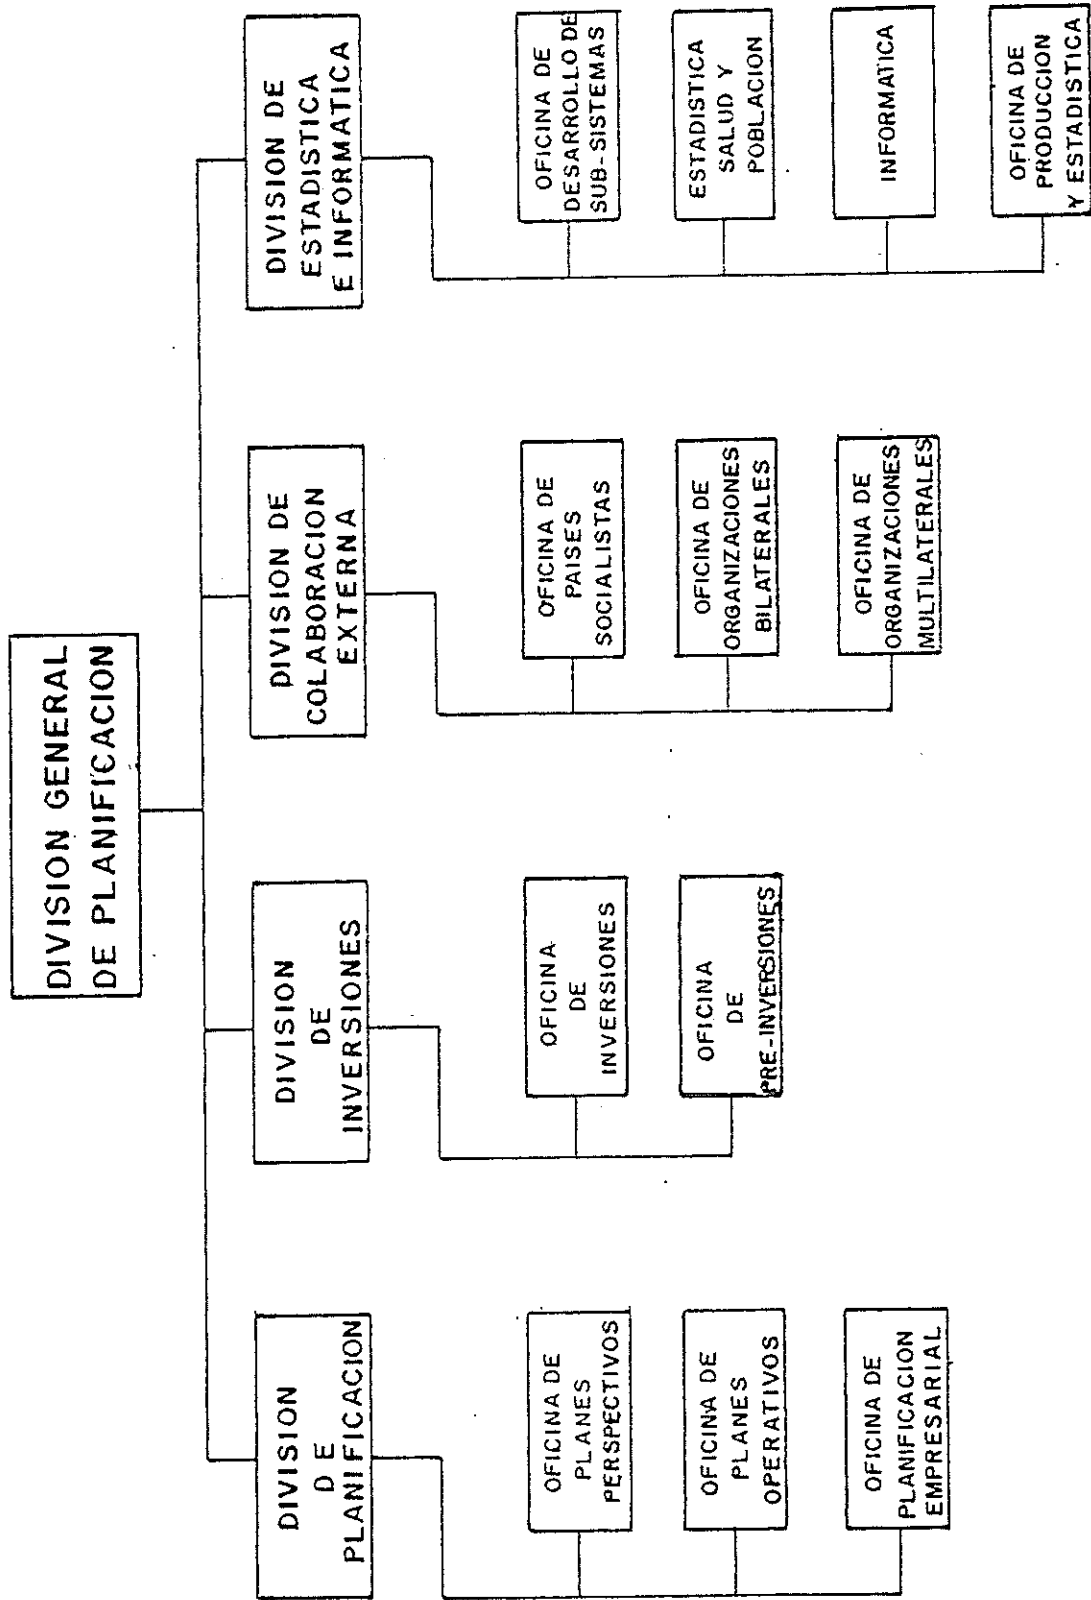 DIVISION GENERAL
DE PLANIFICACION
DIVISION
DE
PLANIFICACION
OFICINA DE
PLANES
PERSPECTIVOS
OFICINA DE
PLANES
OPERATIVOS
OFICINA DE
PLANIFICACION
EMPRESARIAL
DIVISION
DE
INVERSIONES
OFICINA
DE
INVERSIONES
OFICINA
DE
PRE-INVERSIONES
DIVISION DE
COLABORACION
EXTERNA
OFICINA DE
PAISES
SOCIALISTAS
OFICINA DE
ORGANIZACIONES
BILATERALES
OFICINA DE
ORGANIZACIONES
MULTILATERALES
DIVISION DE
ESTADISTICA
E INFORMATICA
OFICINA DE
DESARROLLO DE
SUB-SISTEMAS
ESTADISTICA
SALUD Y
POBLACION
INFORMATICA
OFICINA DE
PRODUCCION
Y ESTADISTICA